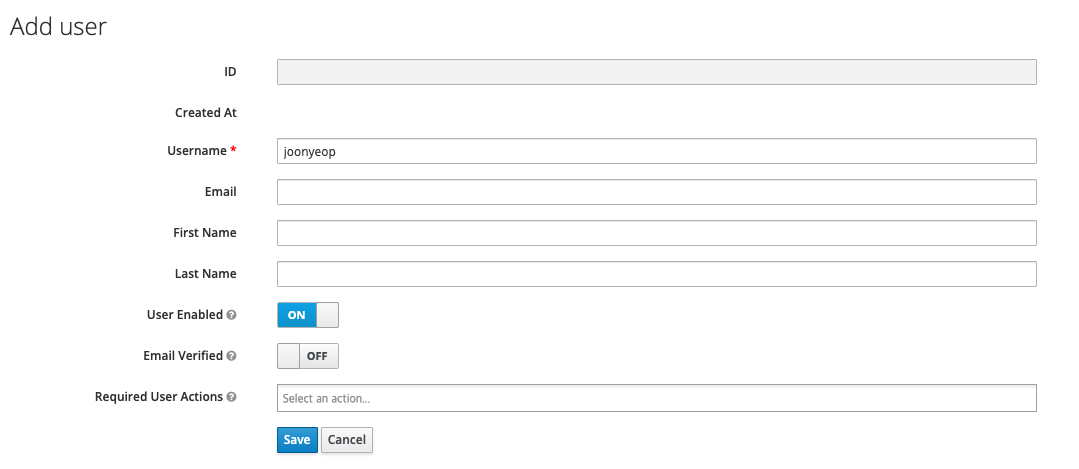 Add user
ID
Created At
Username *
joonyeop
Email
First Name
Last Name
User Enabled
ON
Email Verified
OFF
Required User Actions
Select an action...
Save Cancel